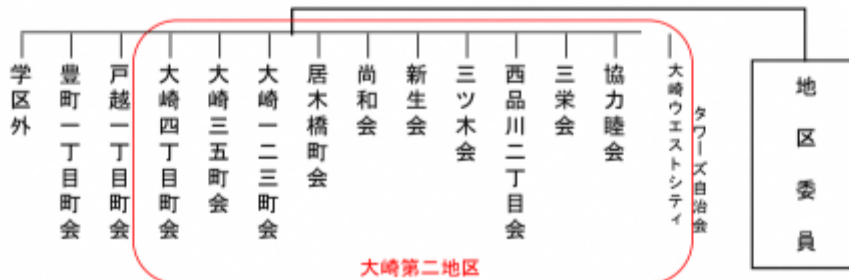 地区委員
大崎ウエストシティ
タワーズ自治会
協力睦会
三栄会
西品川二丁目会
三ツ木会
新生会
尚和会
居木橋町会
大崎一二三町会
大崎三五町会
大崎四丁目町会
戸越一丁目町会
豊町一丁目町会
学区外
大崎第二地区